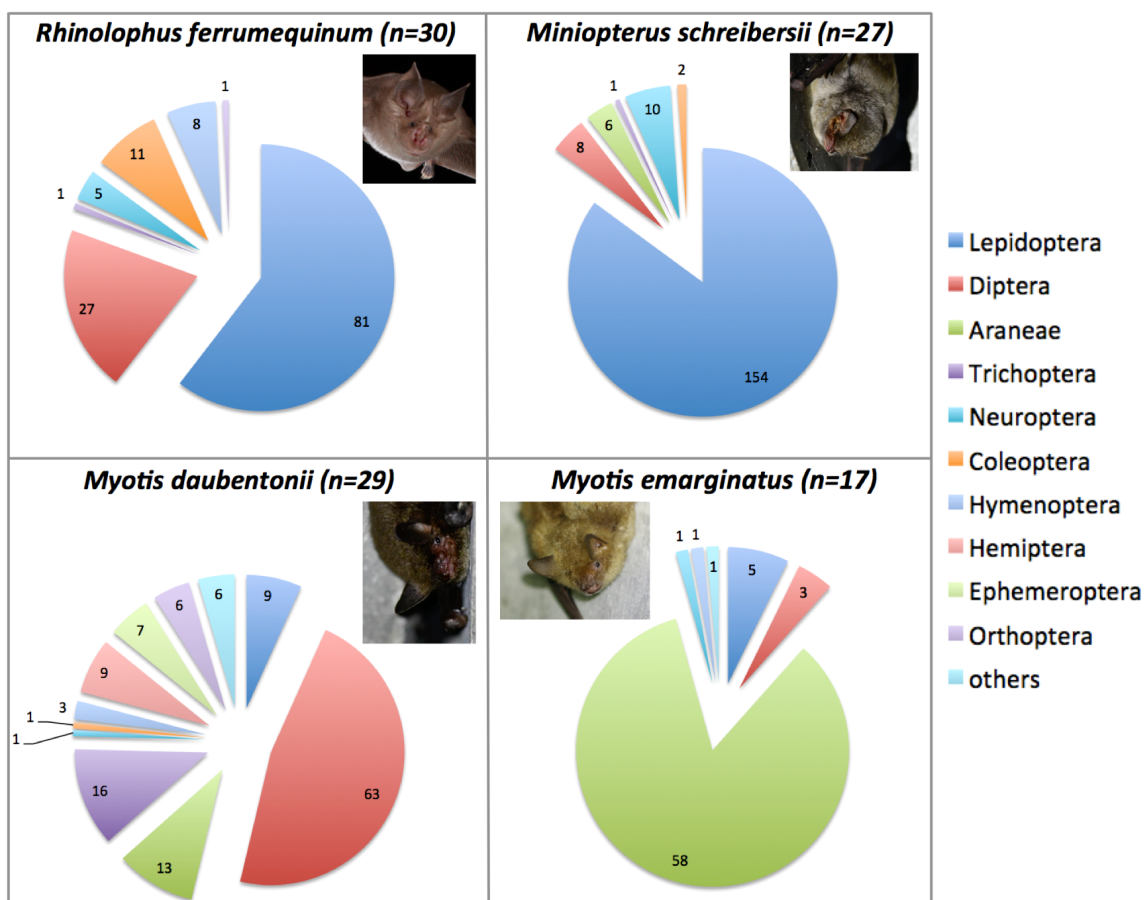 Rhinolophus ferrumequinum (n=30)
1
8
11
5
1
27
81
Miniopterus schreibersii (n=27)
2
1
10
6
8
154
Myotis daubentonii (n=29)
6
6
9
7
9
3
1
1
16
63
13
Myotis emarginatus (n=17)
1
1
1
5
3
58
Lepidoptera
Diptera
Araneae
Trichoptera
Neuroptera
Coleoptera
Hymenoptera
Hemiptera
Ephemeroptera
Orthoptera
others